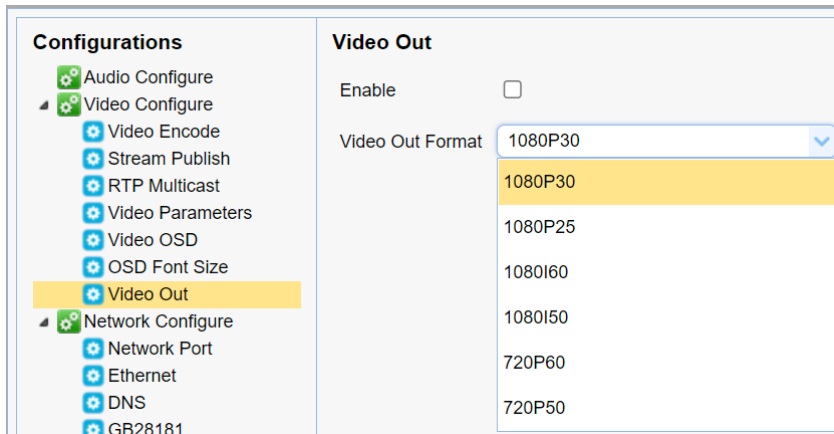 Configurations
Audio Configure
Video Configure
Video Encode
Stream Publish
RTP Multicast
Video Parameters
Video OSD
OSD Font Size
Video Out
Network Configure
Network Port
Ethernet
DNS
GB28181
Video Out
Enable
Video Out Format 1080P30
1080P30
1080P25
1080I60
1080I50
720P60
720P50